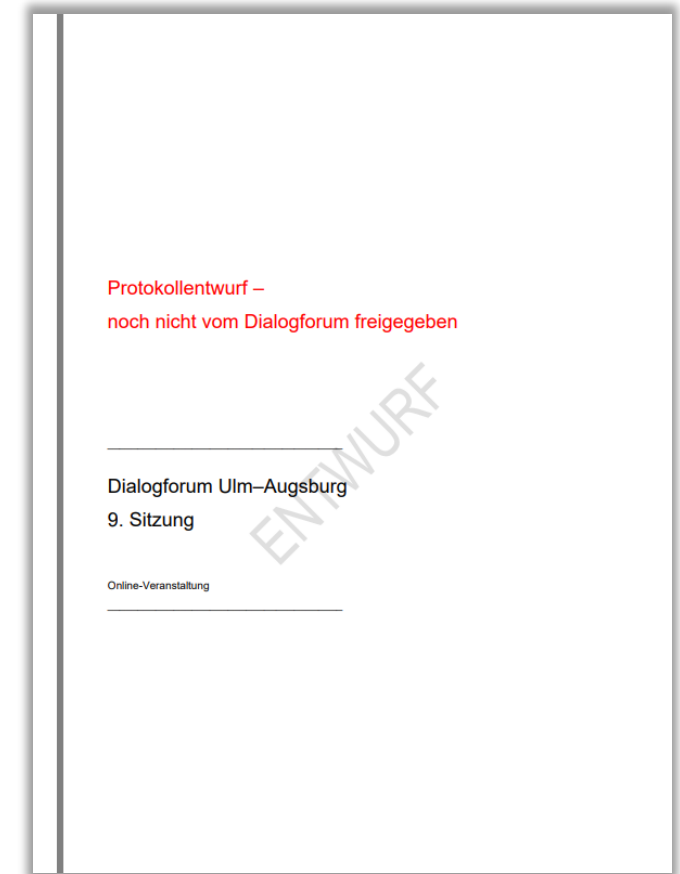 Protokollentwurf –
noch nicht vom Dialogforum freigegeben
ENTWURF
Dialogforum Ulm–Augsburg
9. Sitzung
Online-Veranstaltung